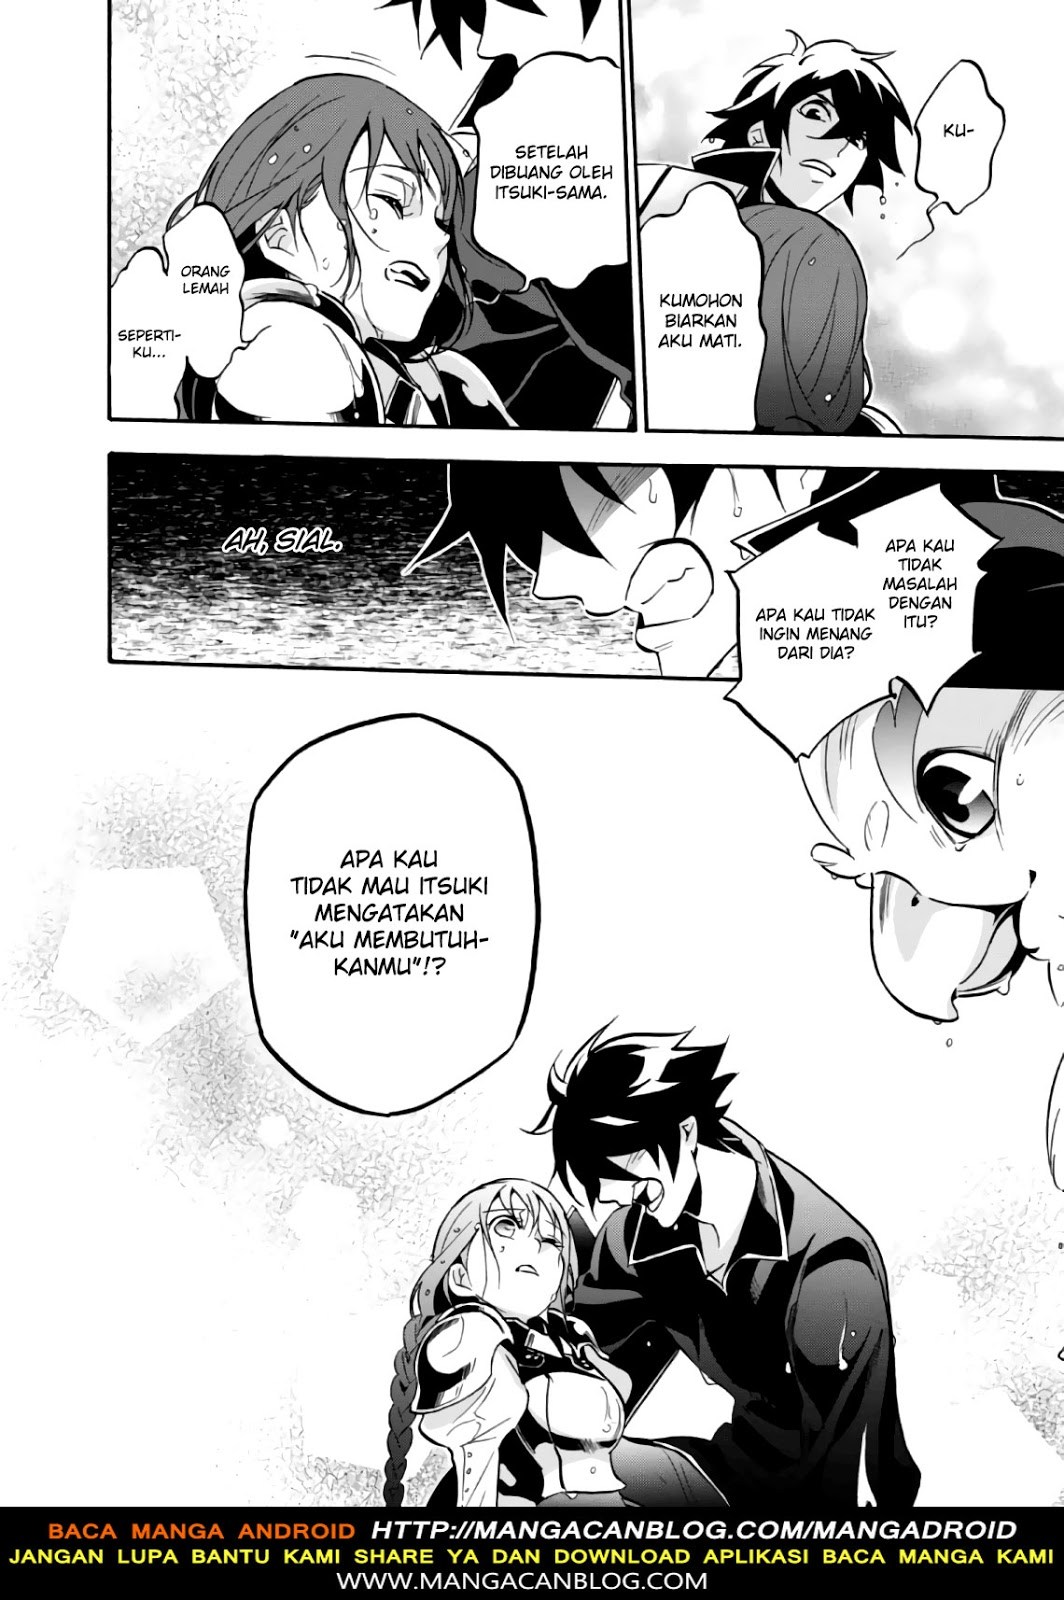 KU-
KUMOHON
BIARKAN
AKU MATI.
SETELAH
DIBUANG OLEH
ITSUKI-SAMA.
ORANG
LEMAH
SEPERTI-
KU...
APA KAU
TIDAK
MASALAH
DENGAN
ITU?
APA KAU TIDAK
INGIN MENANG
DARI DIA?
AH, SIAL.
APA KAU
TIDAK MAU ITSUKI
MENGATAKAN
"AKU MEMBUTUH-
KANMU"!?
BACA MANGA ANDROID HTTP://MANGACANBLOG.COM/MANGADROID
JANGAN LUPA BANTU KAMI SHARE YA DAN DOWNLOAD APLIKASI BACA MANGA KAMI
WWW.MANGACANBLOG.COM